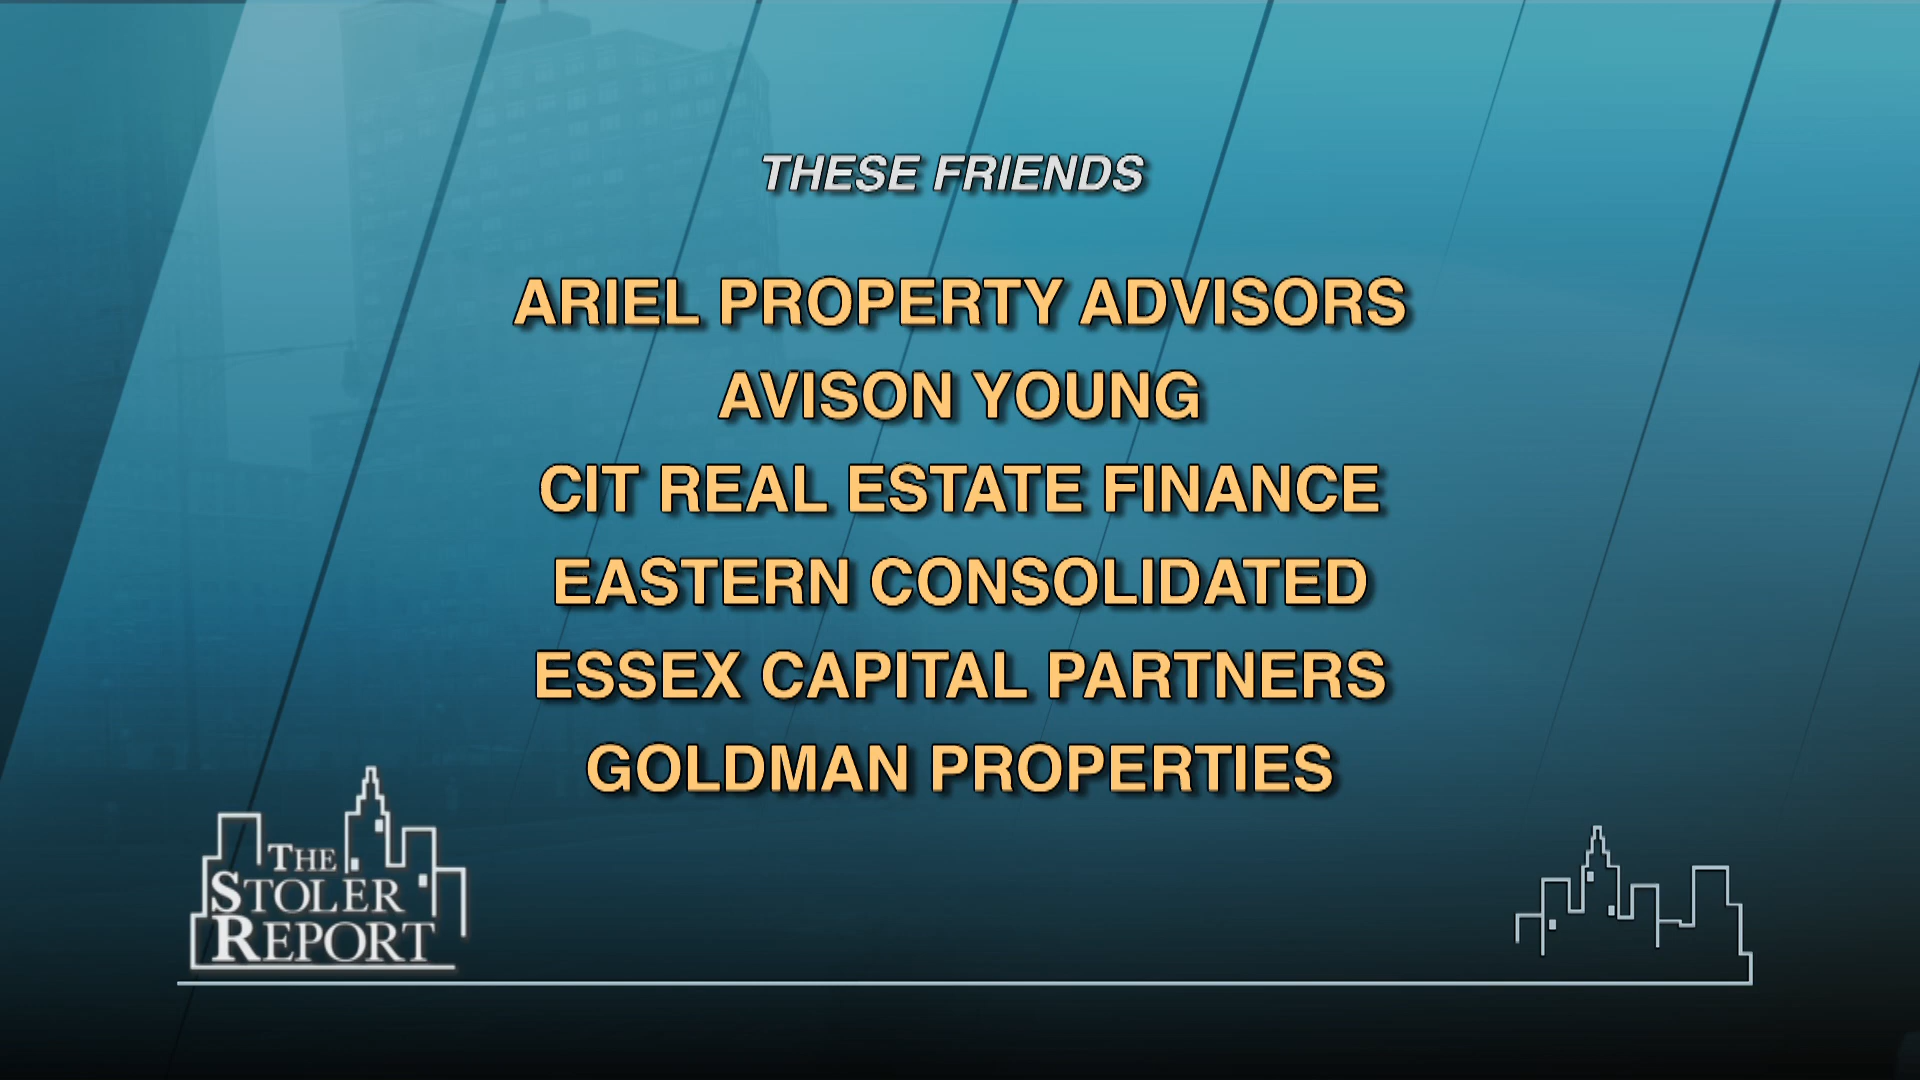 THESE FRIENDS
ARIEL PROPERTY ADVISORS
AVISON YOUNG
CIT REAL ESTATE FINANCE
EASTERN CONSOLIDATED
ESSEX CAPITAL PARTNERS
GOLDMAN PROPERTIES
THE
STOLER
REPORT